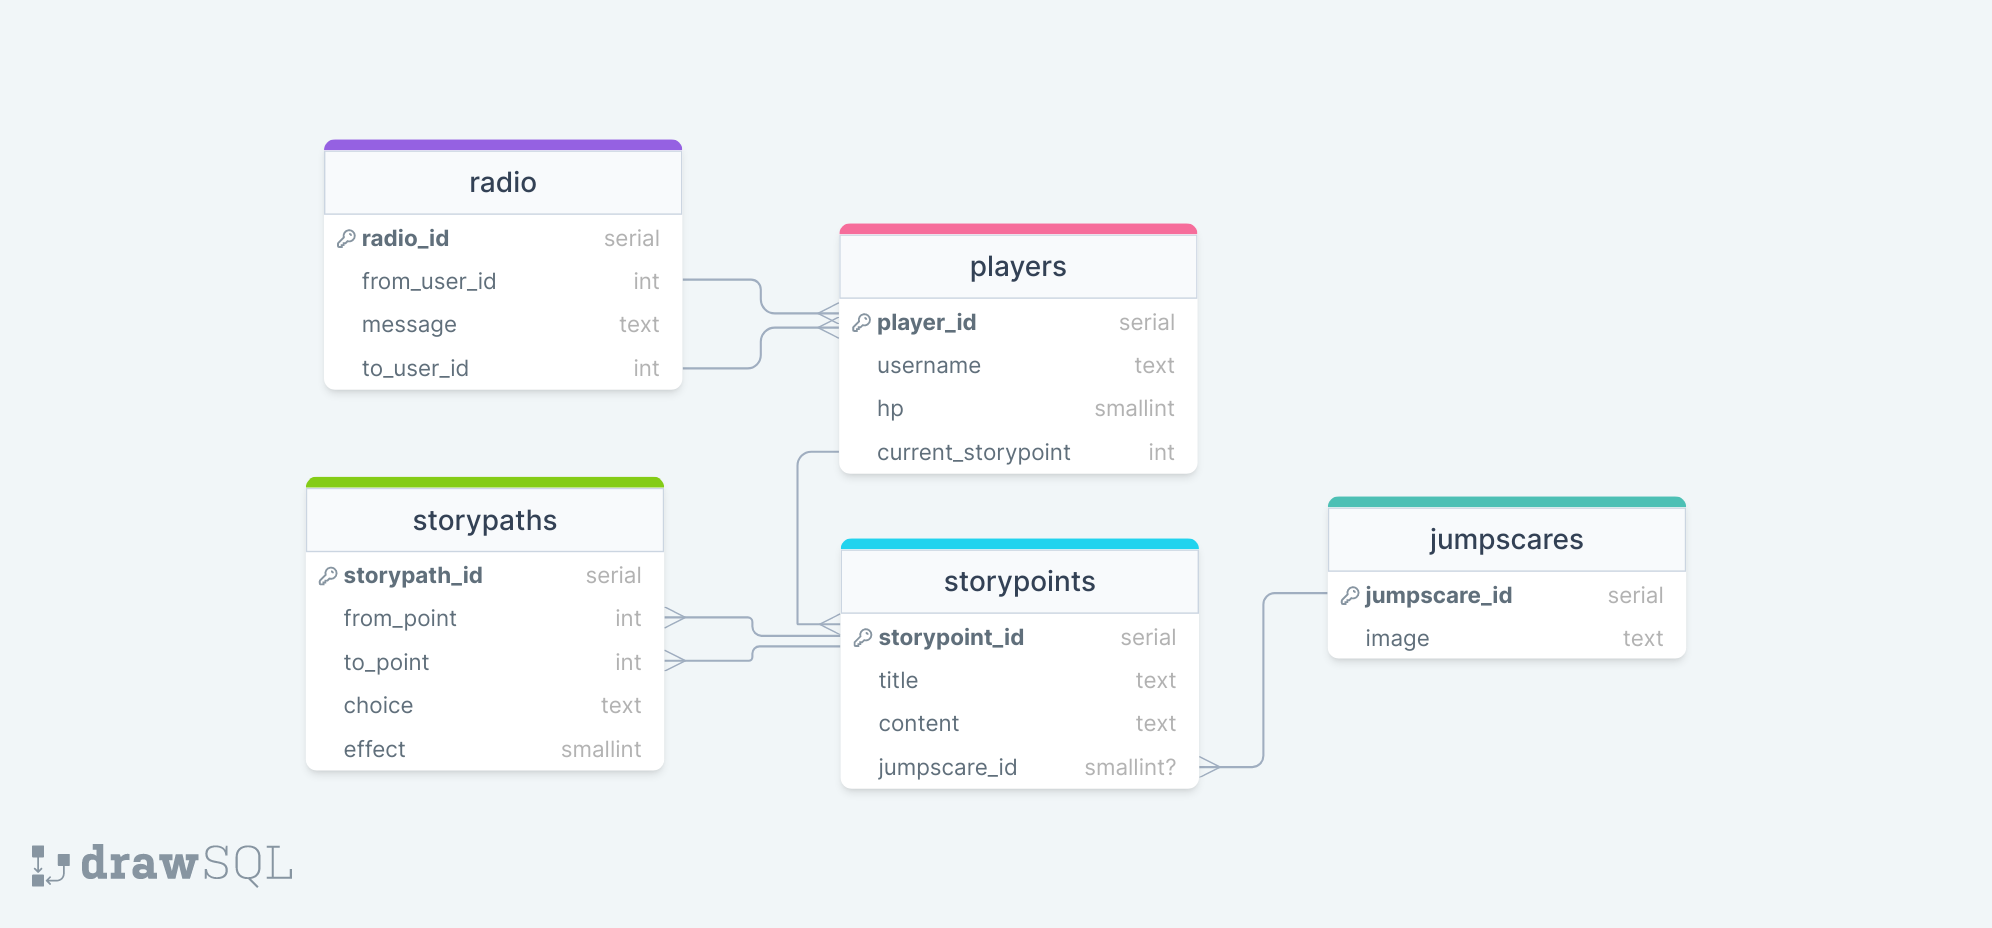 radio
radio_id serial
from_user_id int
message text
to_user_id int
players
player_id serial
username text
hp smallint
current_storypoint int
storypaths
storypath_id serial
from_point int
to_point int
choice text
effect smallint
storypoints
storypoint_id serial
title text
content text
jumpscare_id smallint?
jumpscares
jumpscare_id serial
image text
drawSQL